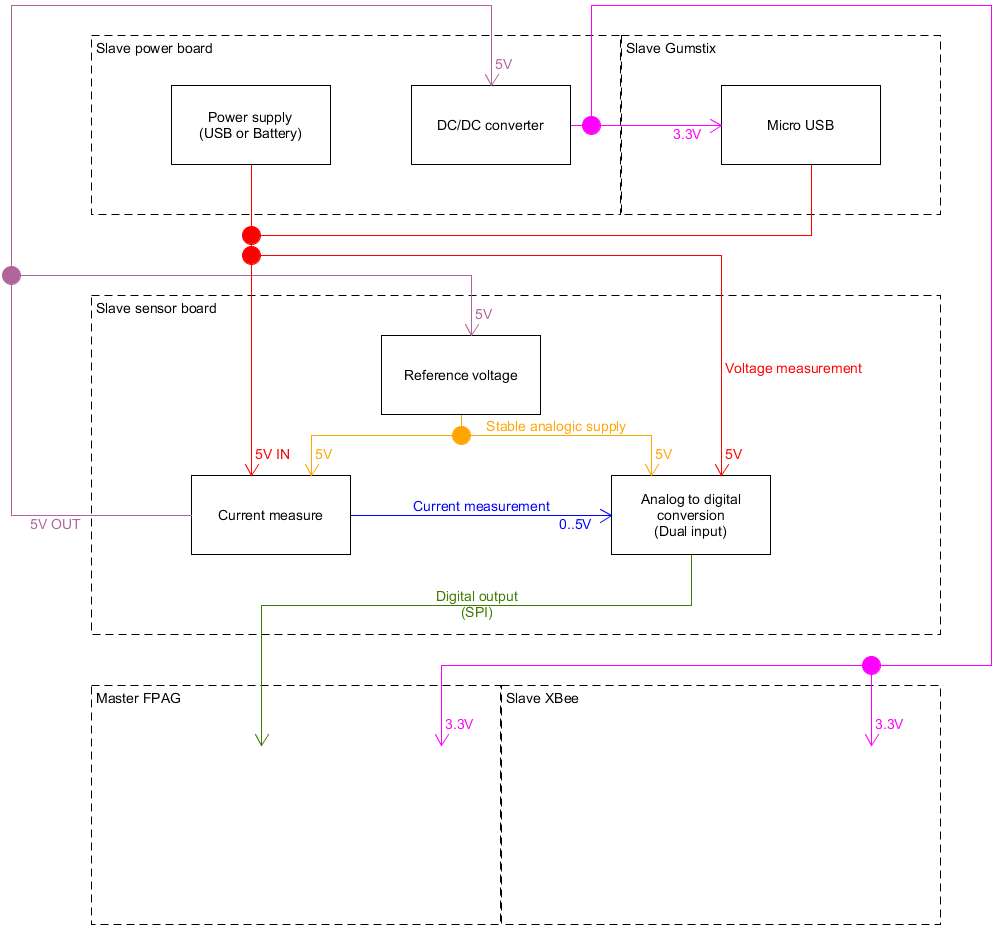 Slave power board
Slave Gumstix
5V
Power supply
(USB or Battery)
DC/DC converter
3.3V
Micro USB
Slave sensor board
5V
Reference voltage
Voltage measurement
Stable analogic supply
5V IN
5V
5V
5V
Current measure
Current measurement
0..5V
Analog to digital
conversion
(Dual input)
5V OUT
Digital output
(SPI)
Master FPAG
Slave XBee
3.3V
3.3V